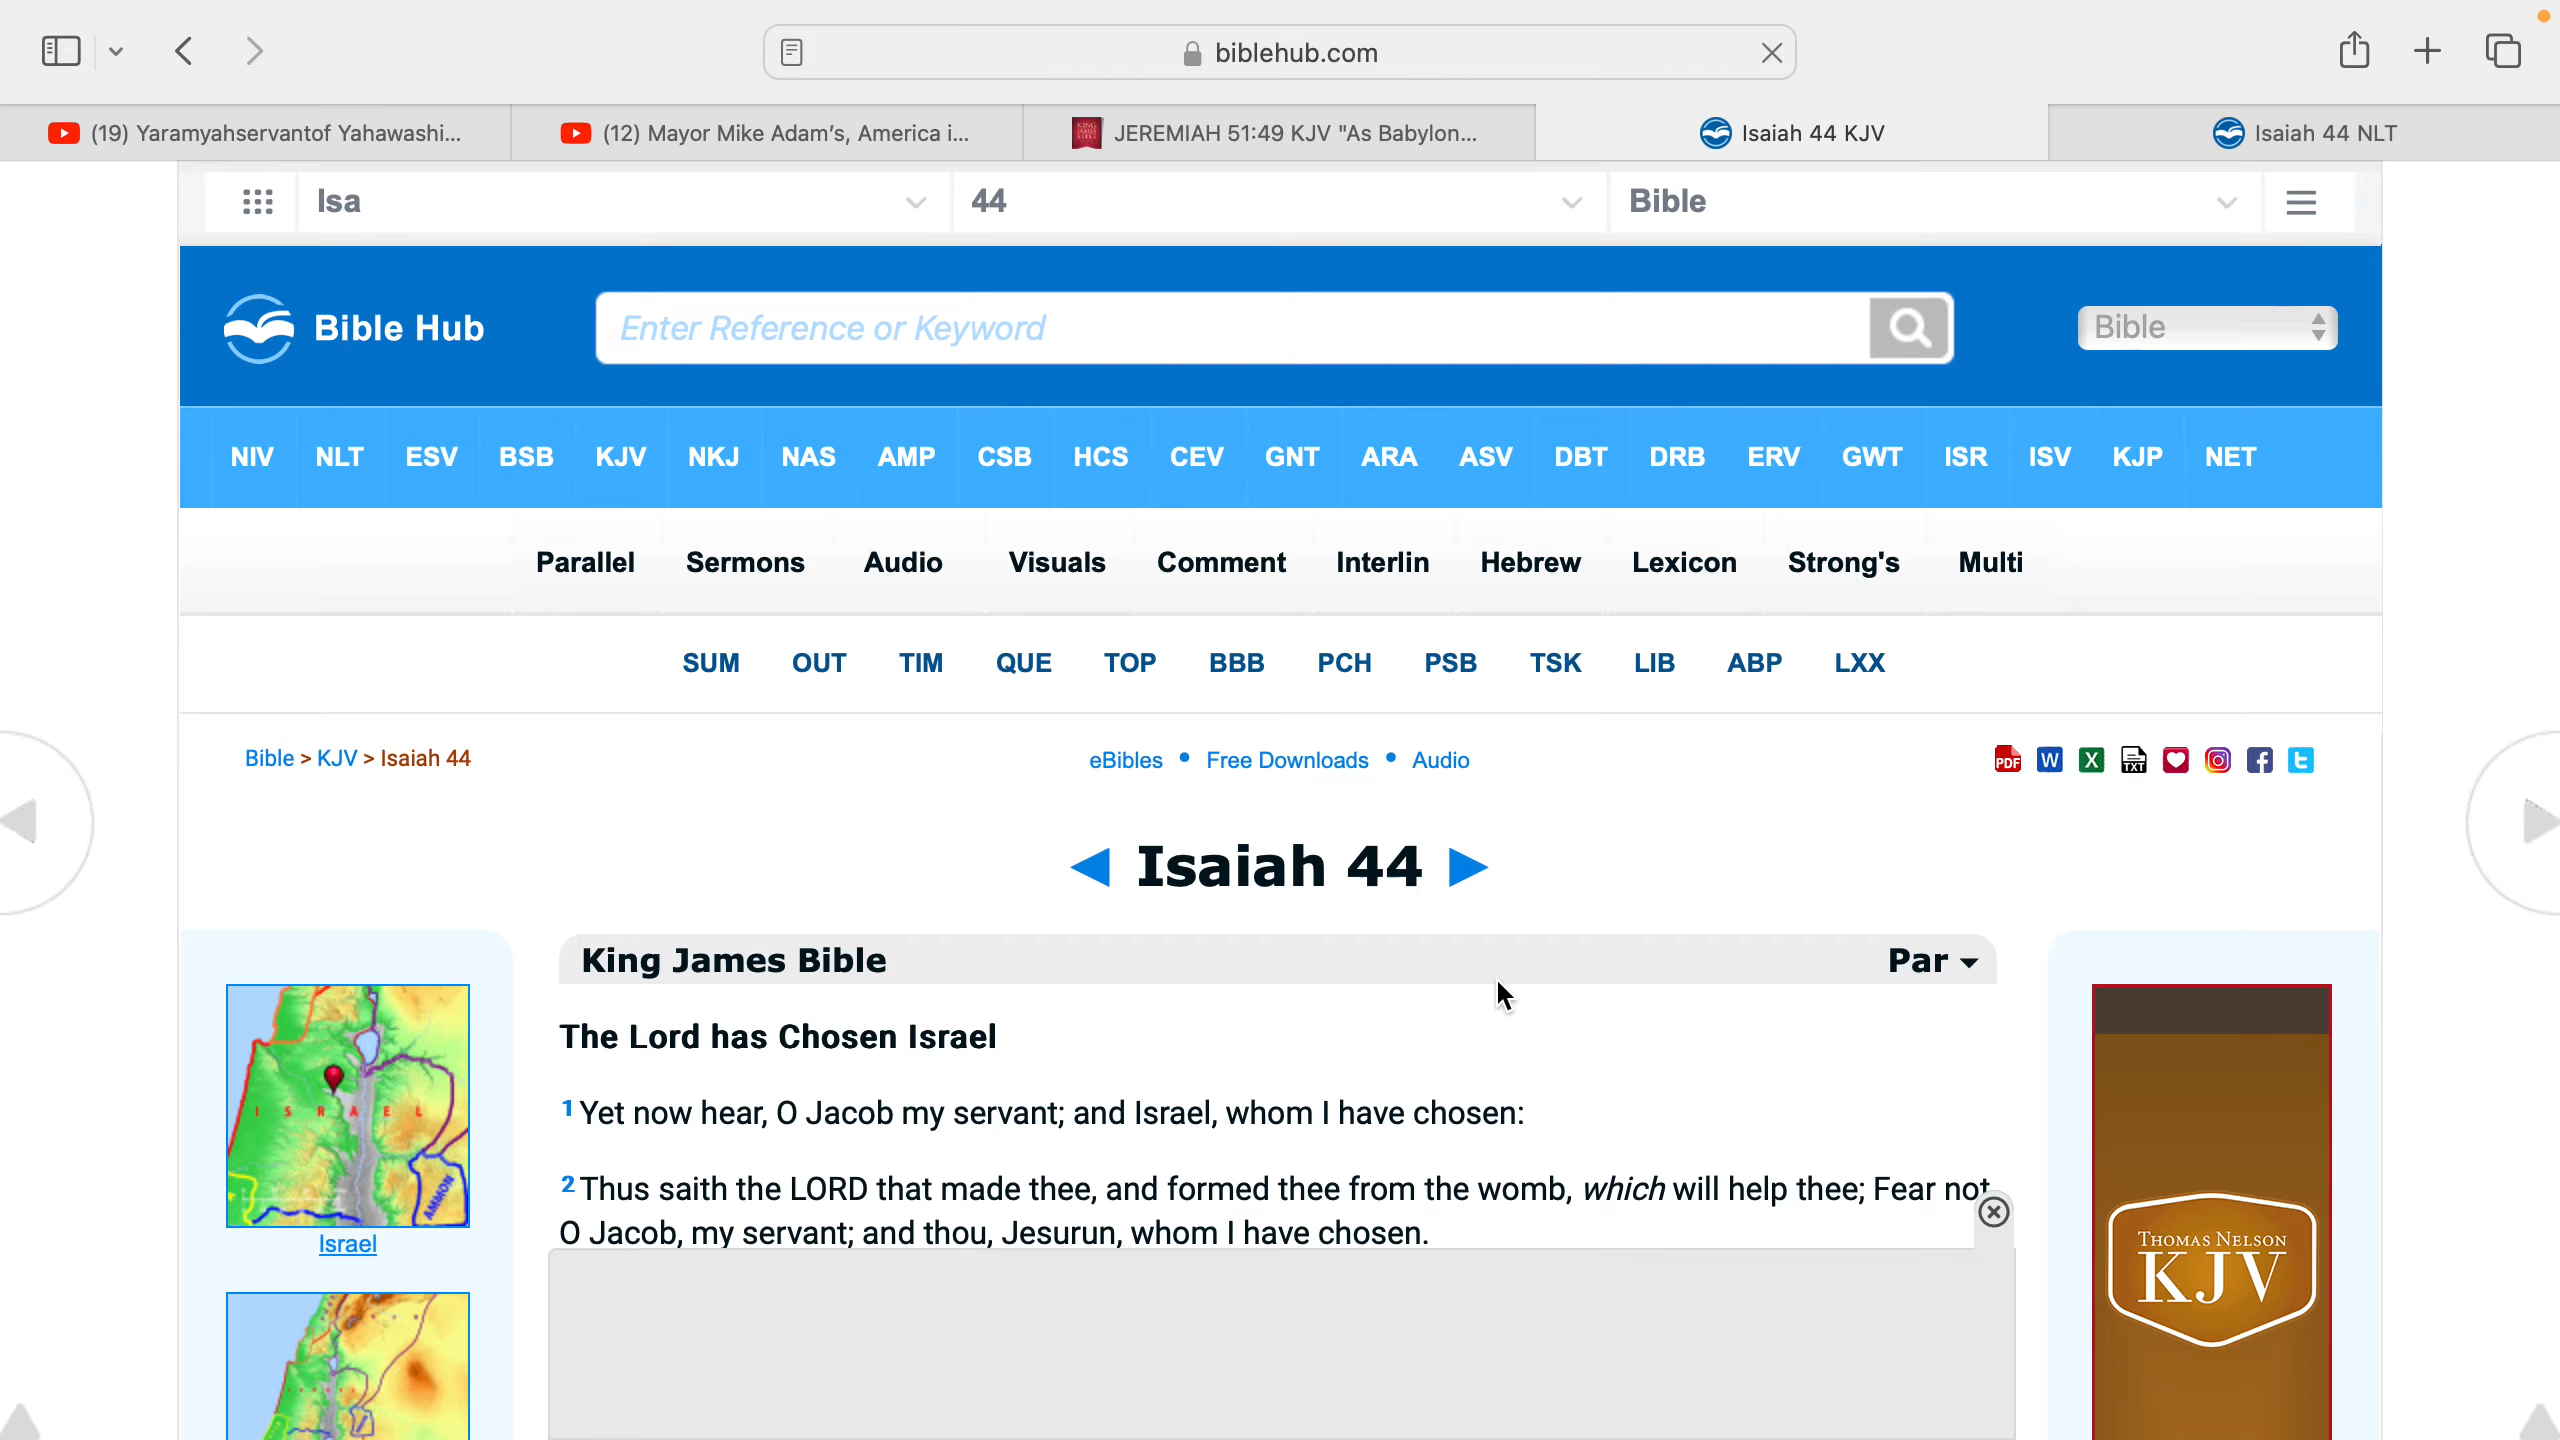 biblehub.com
(19) Yaramyahservantof Yahawashi...
(12) Mayor Mike Adam's, America i...
JEREMIAH 51:49 KJV "As Babylon...
Isaiah 44 KJV
Isaiah 44 NLT
Isa
44
Bible
Bible Hub
Enter Reference or Keyword
Bible
NIV NLT ESV BSB KJV NKJ NAS AMP CSB HCS CEV GNT ARA ASV DBT DRB ERV GWT ISR ISV KJP NET
Parallel Sermons Audio Visuals Comment Interlin Hebrew Lexicon Strong's Multi
SUM OUT TIM QUE TOP BBB PCH PSB TSK LIB ABP LXX
Bible > KJV > Isaiah 44
eBibles • Free Downloads • Audio
PDF W X TXT
Isaiah 44
King James Bible
Par
The Lord has Chosen Israel
1 Yet now hear, O Jacob my servant; and Israel, whom I have chosen:
2 Thus saith the LORD that made thee, and formed thee from the womb, which will help thee; Fear not,
O Jacob, my servant; and thou, Jesurun, whom I have chosen.
ISRAEL
AMMON
Israel
THOMAS NELSON
KJV